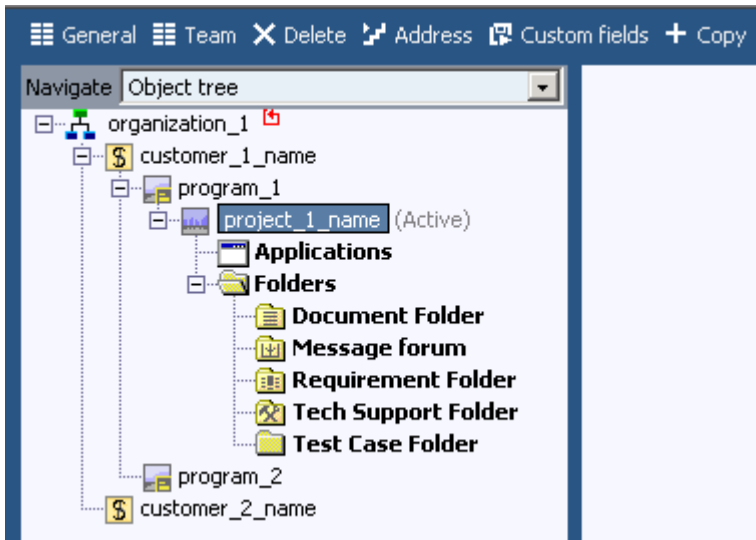 General Team Delete Address Custom fields Copy
Navigate Object tree
organization_1
customer_1_name
program_1
project_1_name (Active)
Applications
Folders
Document Folder
Message forum
Requirement Folder
Tech Support Folder
Test Case Folder
program_2
customer_2_name